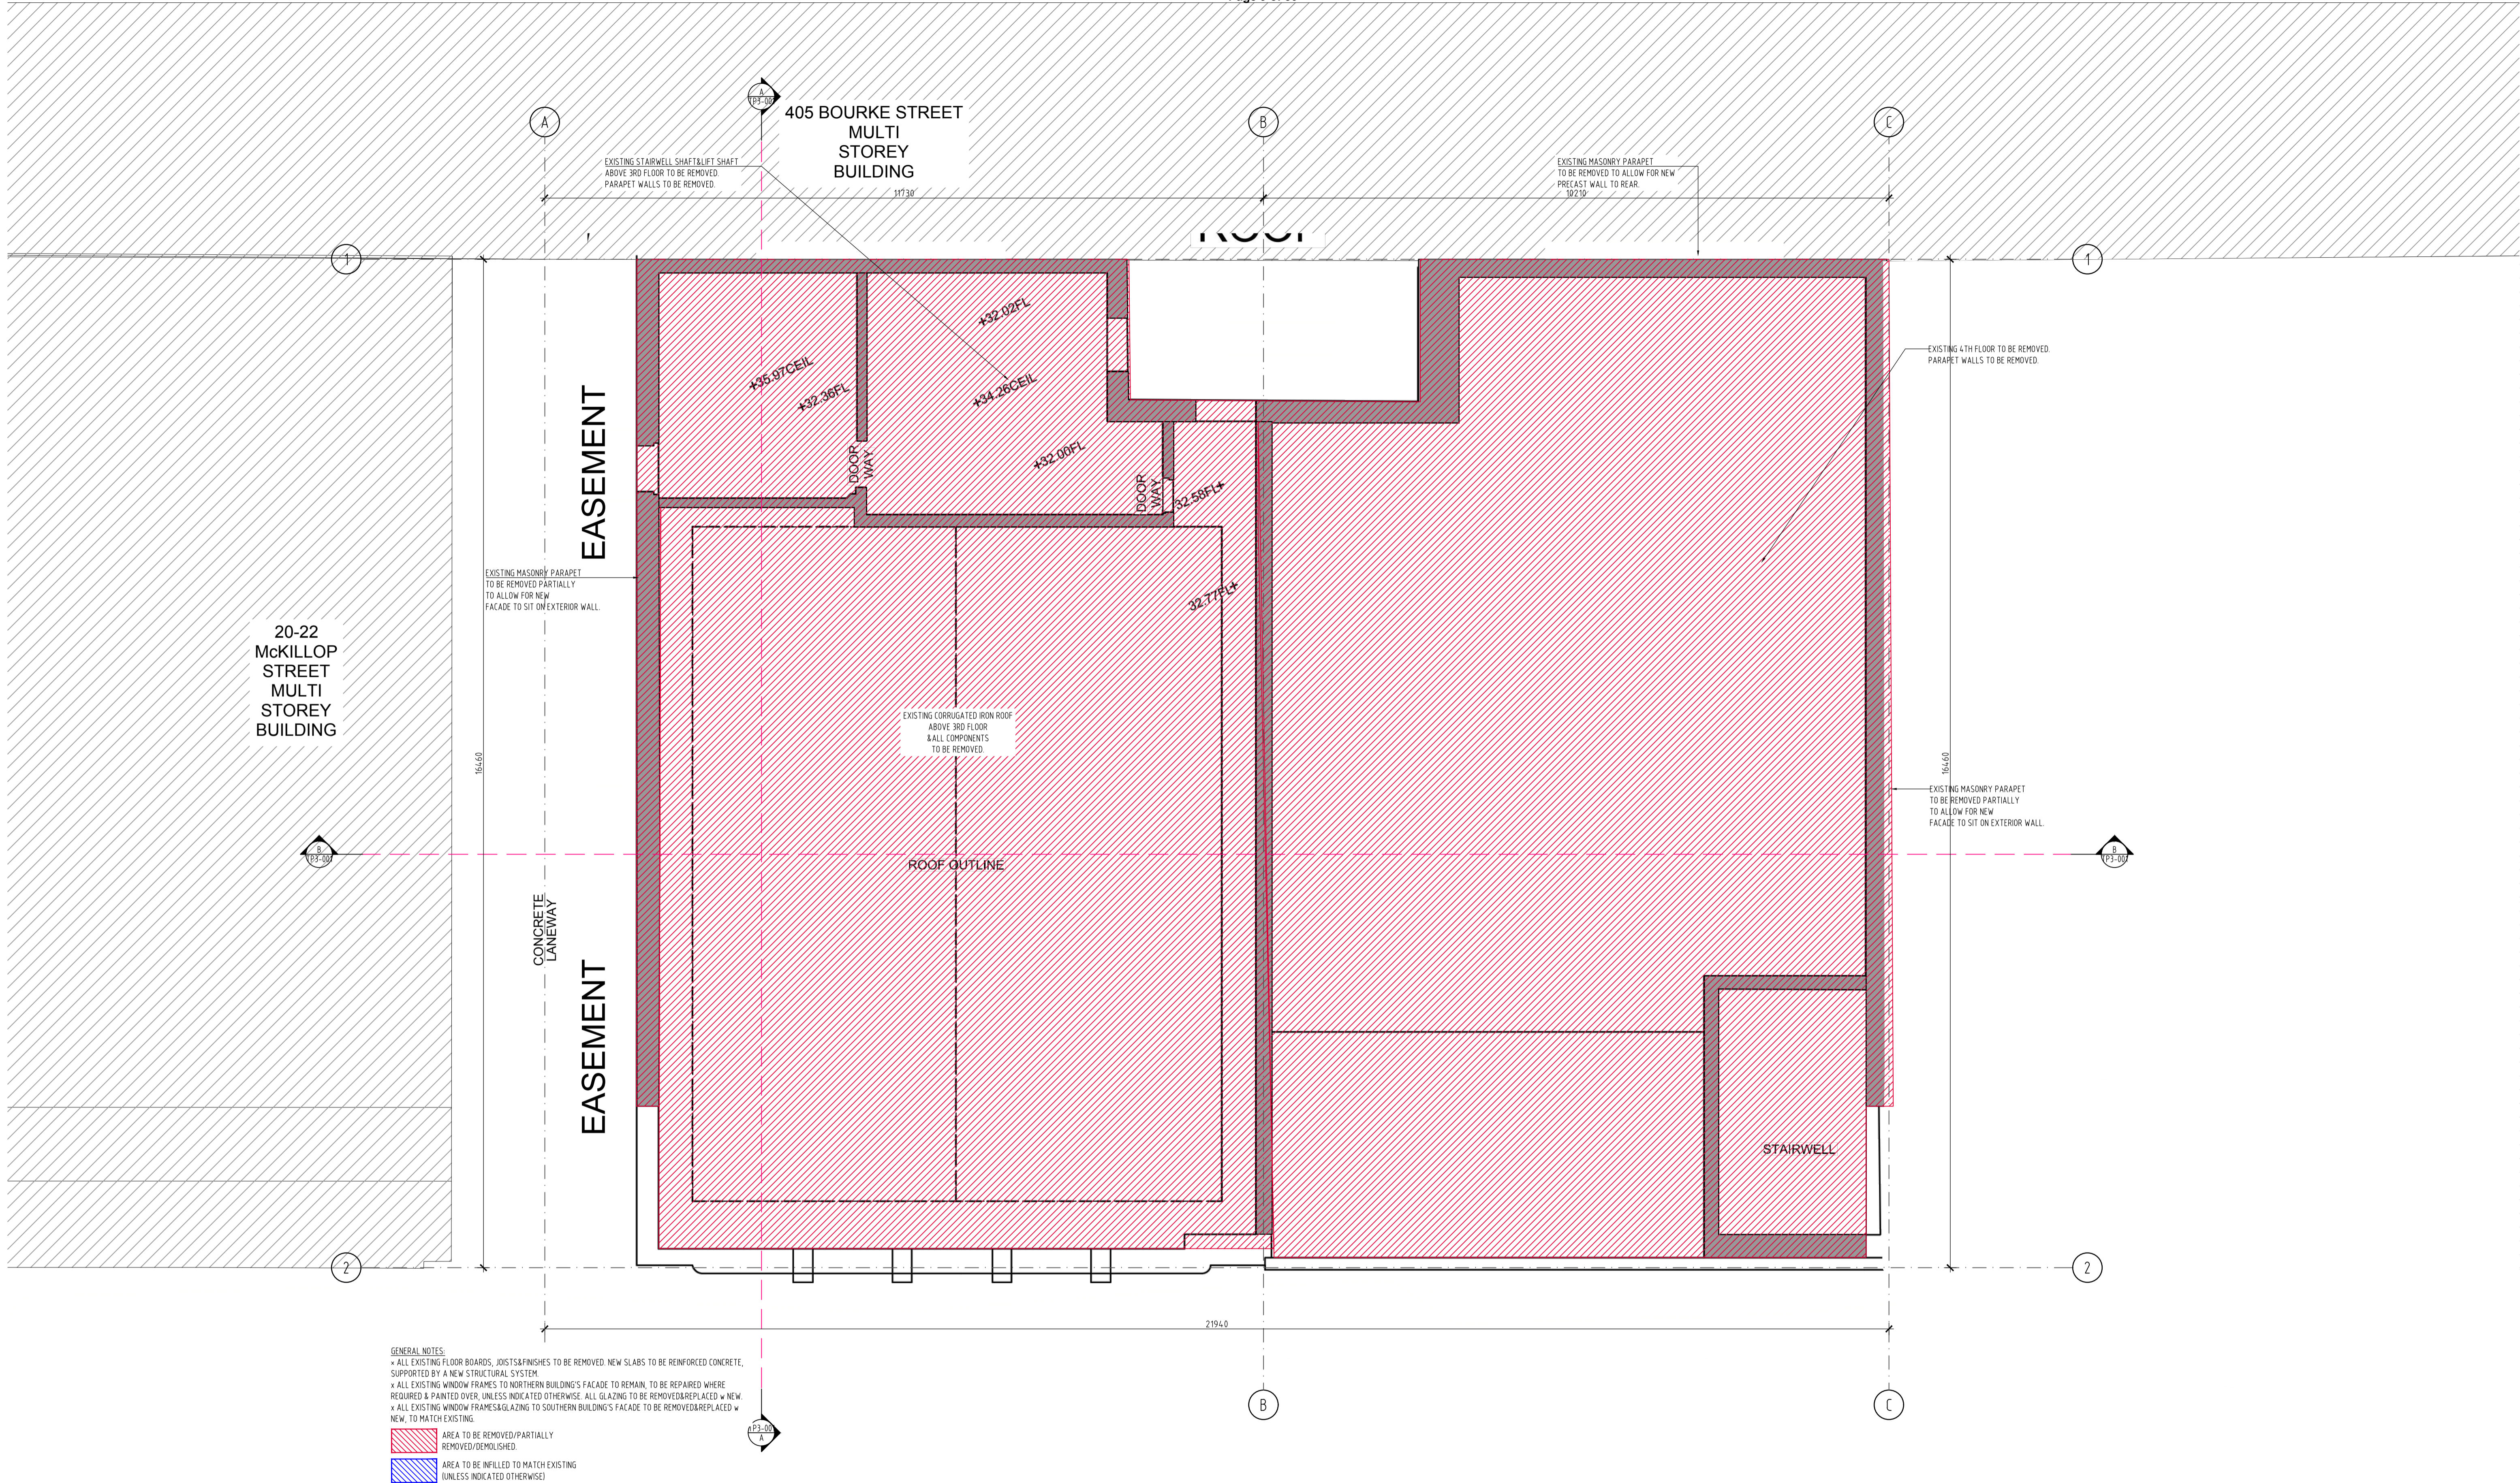 A
405 BOURKE STREET
MULTI
STOREY
BUILDING
A
B
C
EXISTING STAIRWELL SHAFT&LIFT SHAFT
ABOVE 3RD FLOOR TO BE REMOVED.
PARAPET WALLS TO BE REMOVED.
EXISTING MASONRY PARAPET
TO BE REMOVED TO ALLOW FOR NEW
PRECAST WALL TO REAR.
11730
10210
ROOF
1
1
+32.02FL
+35.97CEIL
+32.36FL
+34.26CEIL
EXISTING 4TH FLOOR TO BE REMOVED.
PARAPET WALLS TO BE REMOVED.
EASEMENT
DOOR
WAY
+32.00FL
DOOR
WAY
32.58FL+
EXISTING MASONRY PARAPET
TO BE REMOVED PARTIALLY
TO ALLOW FOR NEW
FACADE TO SIT ON EXTERIOR WALL.
32.77FL+
20-22
McKILLOP
STREET
MULTI
STOREY
BUILDING
EXISTING CORRUGATED IRON ROOF
ABOVE 3RD FLOOR
&ALL COMPONENTS
TO BE REMOVED.
16460
16460
EXISTING MASONRY PARAPET
TO BE REMOVED PARTIALLY
TO ALLOW FOR NEW
FACADE TO SIT ON EXTERIOR WALL.
B
ROOF OUTLINE
B
CONCRETE
LANEWAY
EASEMENT
STAIRWELL
2
2
21940
GENERAL NOTES:
x ALL EXISTING FLOOR BOARDS, JOISTS&FINISHES TO BE REMOVED. NEW SLABS TO BE REINFORCED CONCRETE,
SUPPORTED BY A NEW STRUCTURAL SYSTEM.
x ALL EXISTING WINDOW FRAMES TO NORTHERN BUILDING'S FACADE TO REMAIN, TO BE REPAIRED WHERE
REQUIRED & PAINTED OVER, UNLESS INDICATED OTHERWISE. ALL GLAZING TO BE REMOVED&REPLACED w NEW.
x ALL EXISTING WINDOW FRAMES&GLAZING TO SOUTHERN BUILDING'S FACADE TO BE REMOVED&REPLACED w
NEW, TO MATCH EXISTING.
B
C
A
AREA TO BE REMOVED/PARTIALLY
REMOVED/DEMOLISHED.
AREA TO BE INFILLED TO MATCH EXISTING
(UNLESS INDICATED OTHERWISE)